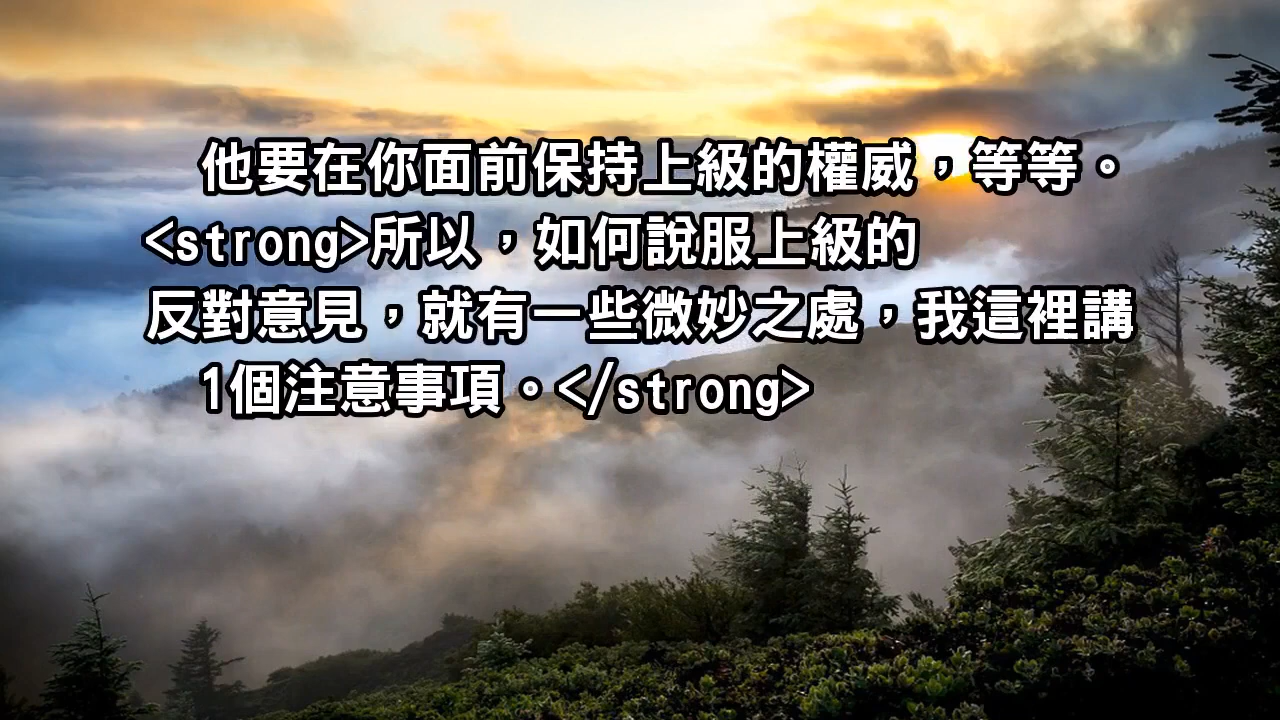 他要在你面前保持上級的權威，等等。
<strong>所以，如何說服上級的
反對意見，就有一些微妙之處，我這裡講
1個注意事項。</strong>